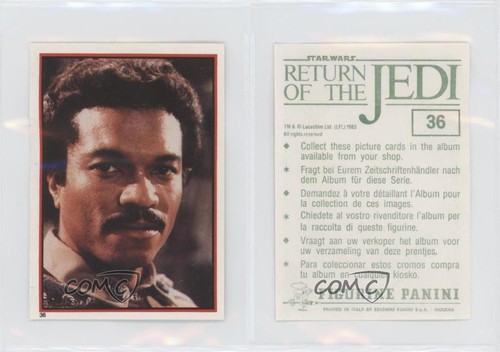 COMC
36
STAR WARS
RETURN
OF THE JEDI
TM & © Lucasfilm Ltd. (LFL) 1983
All rights reserved
36
◆ Collect these picture cards in the album
available from your shop.
✶ Fragt bei Eurem Zeitschriftenhändler nach
dem Album für diese Serie.
◆ Demandez à votre détaillant l'Album pour
la collection de ces images.
✶ Chiedete al vostro rivenditore l'album per
la raccolta di queste figurine.
◆ Vraagt aan uw verkoper het album voor
uw verzameling van deze prentjes.
✶ Para coleccionar estos cromos compra
tu album en cualquier kiosko.
COMC
FIGURINE PANINI
PRINTED IN ITALY BY EDIZIONI PANINI S.p.A. - MODENA